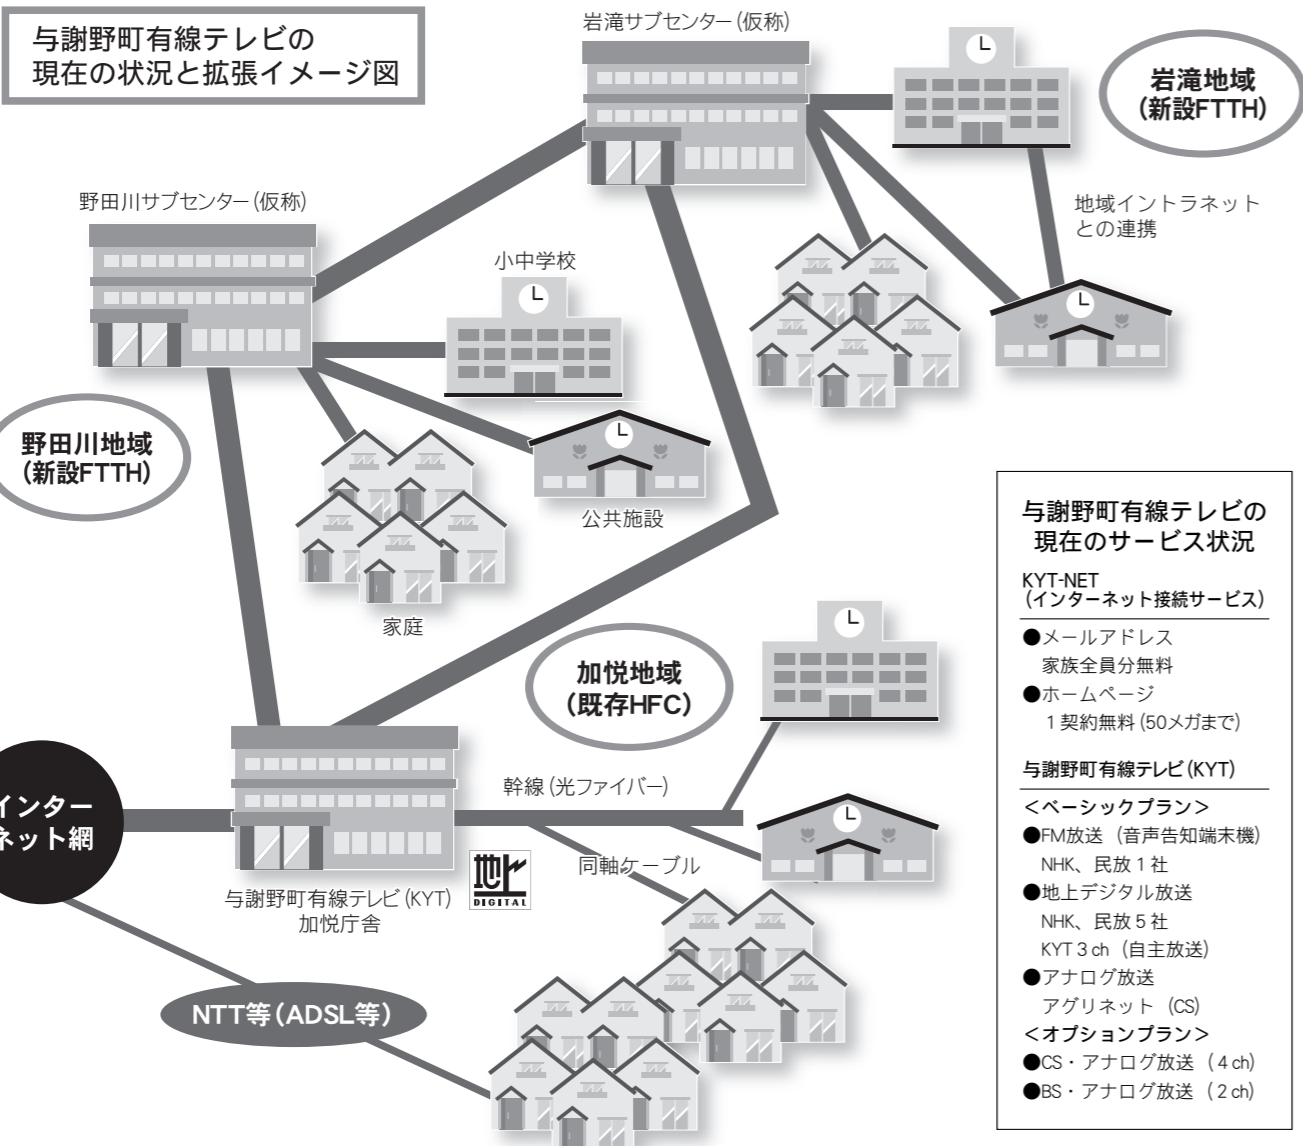 与謝野町有線テレビの
現在の状況と拡張イメージ図
岩滝サブセンター(仮称)
岩滝地域
(新設FTTH)
野田川サブセンター(仮称)
地域イントラネット
との連携
小中学校
野田川地域
(新設FTTH)
公共施設
家庭
加悦地域
(既存HFC)
インター
ネット網
幹線(光ファイバー)
同軸ケーブル
与謝野町有線テレビ(KYT)
加悦庁舎
地デジ
DIGITAL
NTT等(ADSL等)
与謝野町有線テレビの
現在のサービス状況
KYT-NET
(インターネット接続サービス)
●メールアドレス
家族全員分無料
●ホームページ
1契約無料(50メガまで)
与謝野町有線テレビ(KYT)
<ベーシックプラン>
●FM放送(音声告知端末機)
NHK、民放1社
●地上デジタル放送
NHK、民放5社
KYT 3 ch(自主放送)
●アナログ放送
アグリネット(CS)
<オプションプラン>
●CS・アナログ放送(4 ch)
●BS・アナログ放送(2 ch)